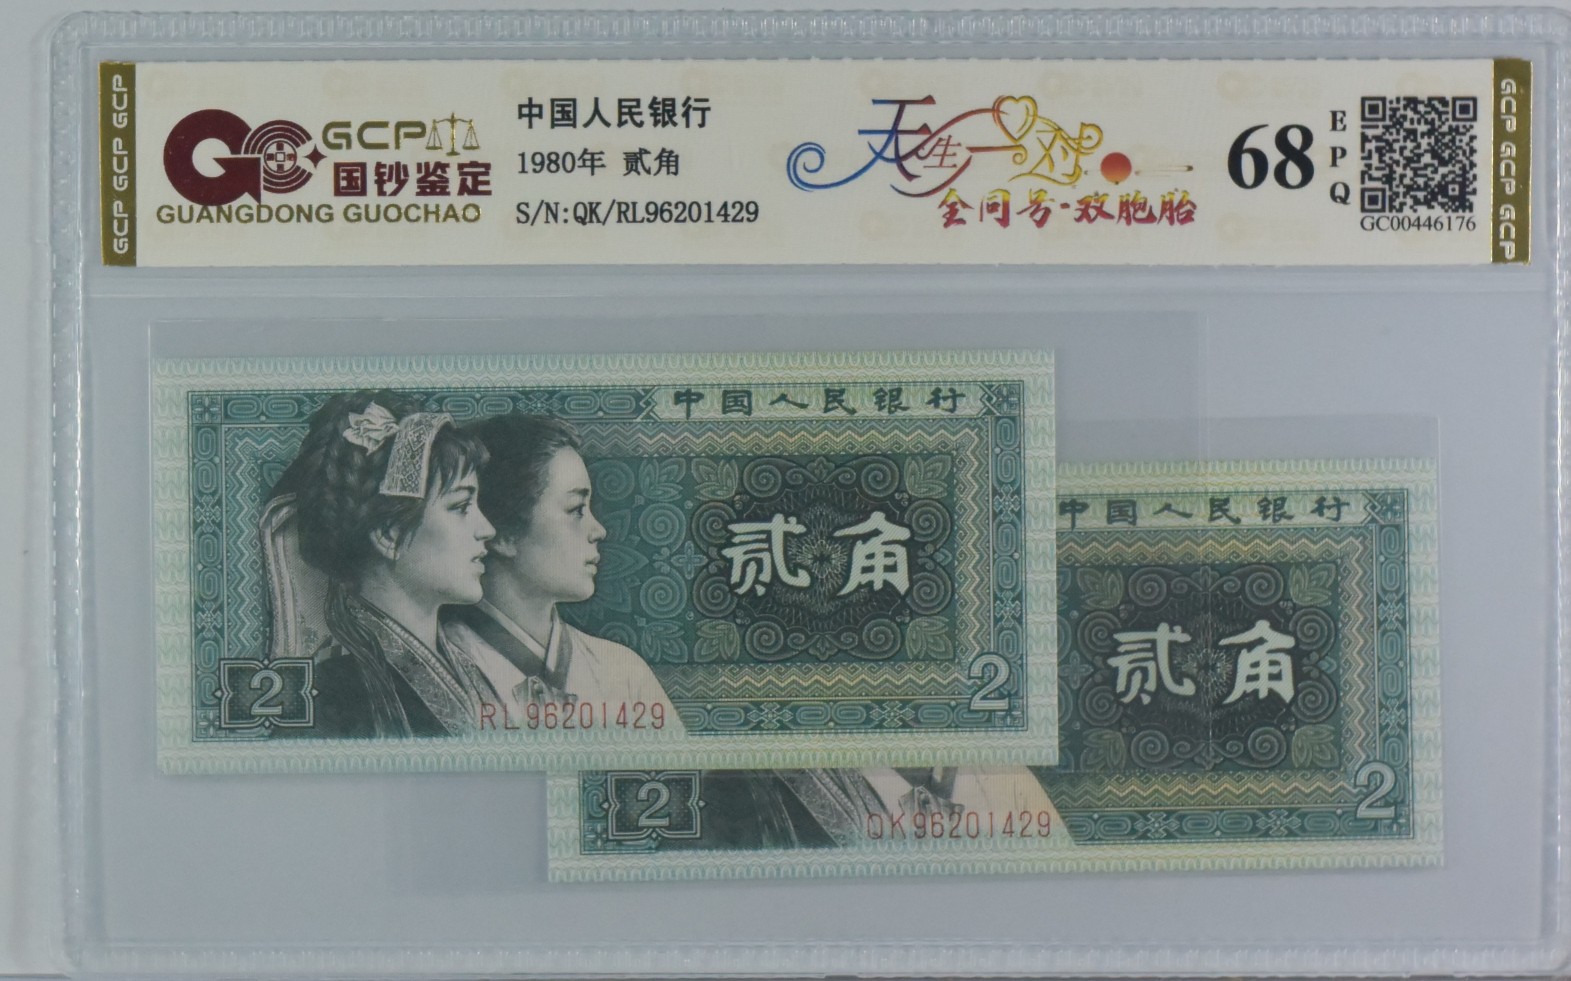 GCP GCP GCP
GCP
国钞鉴定
GUANGDONG GUOCHAO
中国人民银行
1980年 贰角
S/N:QK/RL96201429
天生一对
全同号·双胞胎
68
EPQ
GC00446176
GCP GCP GCP
中国人民银行
贰角
2
2
RL96201429
中国人民银行
贰角
2
2
QK96201429